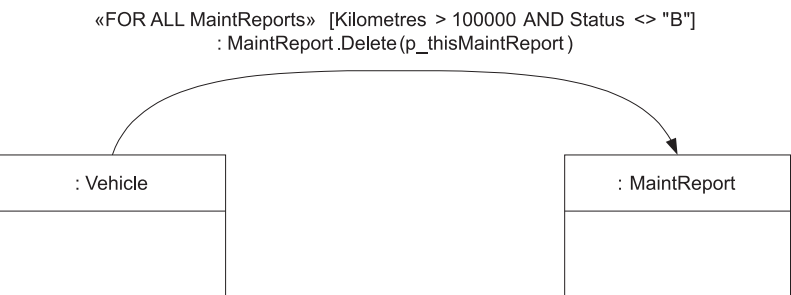 «FOR ALL MaintReports» [Kilometres > 100000 AND Status <> "B"]
: MaintReport.Delete(p_thisMaintReport)
: Vehicle
: MaintReport